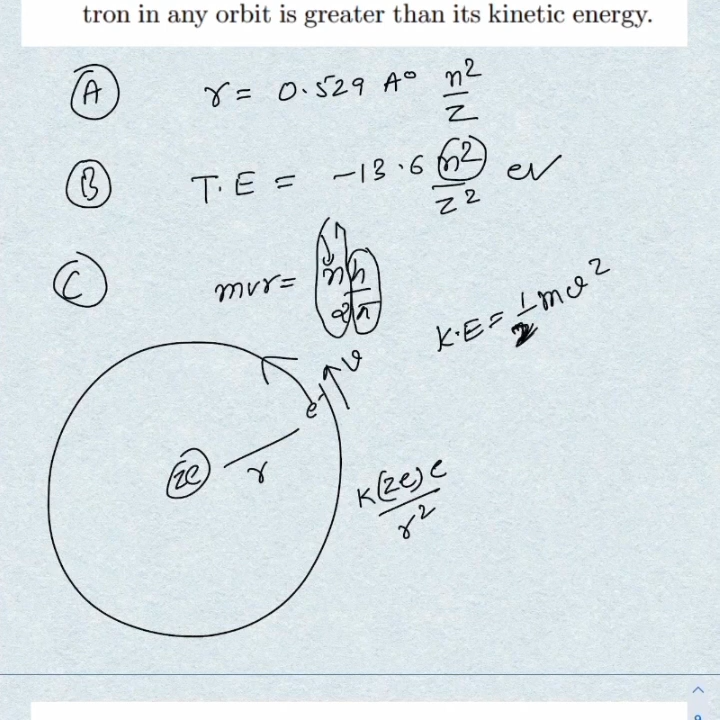 tron in any orbit is greater than its kinetic energy.
(A) r = 0.529 A° n²/z
(B) T.E = -13.6 n²/z² ev
(C) mvr = nh/2π
K.E = 1/2 mv²
v
e⁻
ze
r
K(ze)e/r²